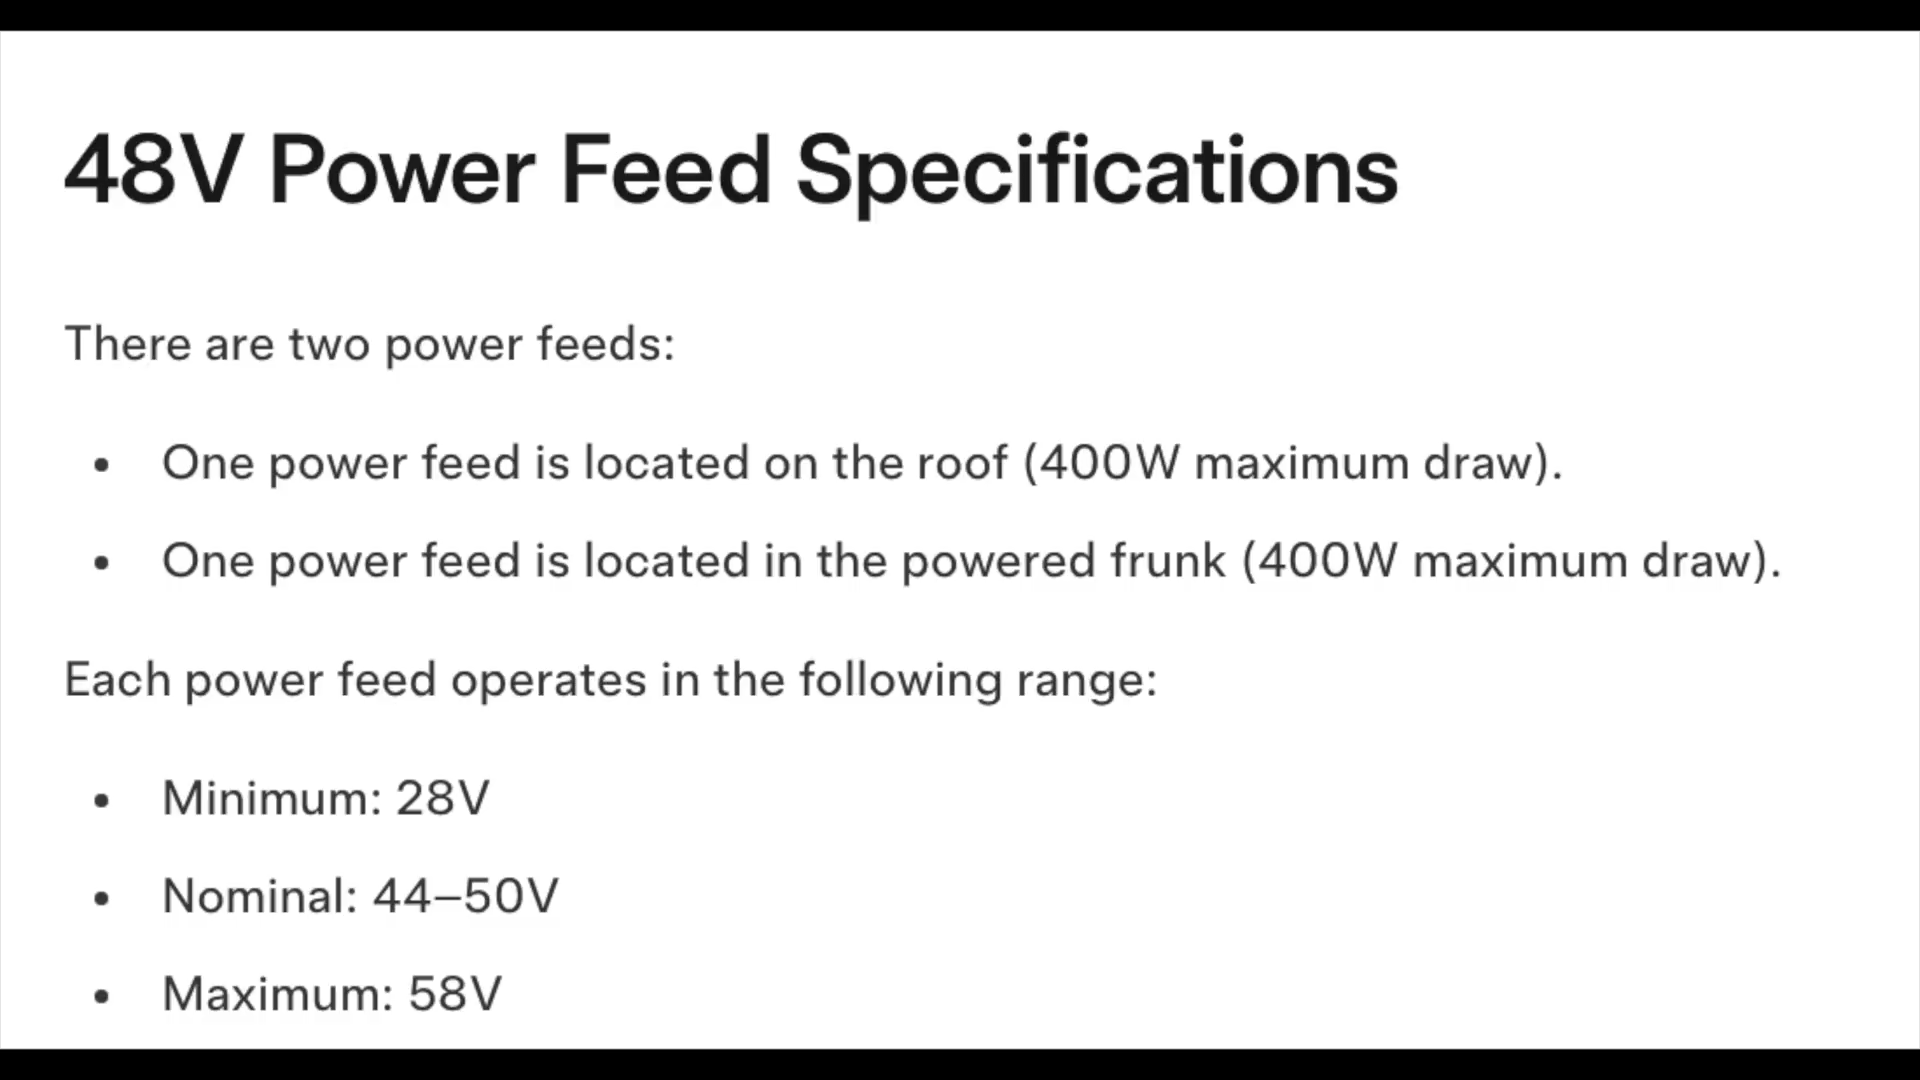 48V Power Feed Specifications
There are two power feeds:
• One power feed is located on the roof (400W maximum draw).
• One power feed is located in the powered frunk (400W maximum draw).
Each power feed operates in the following range:
• Minimum: 28V
• Nominal: 44–50V
• Maximum: 58V